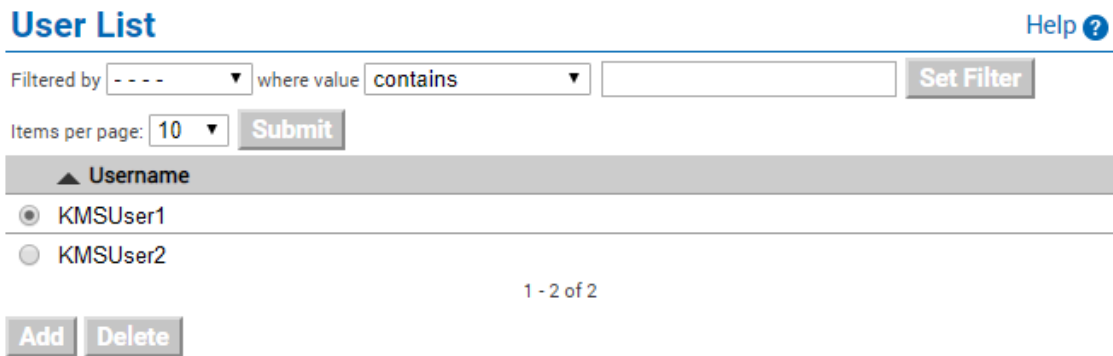 User List Help ?
Filtered by - - - - where value contains Set Filter
Items per page: 10 Submit
Username
KMSUser1
KMSUser2
1 - 2 of 2
Add Delete